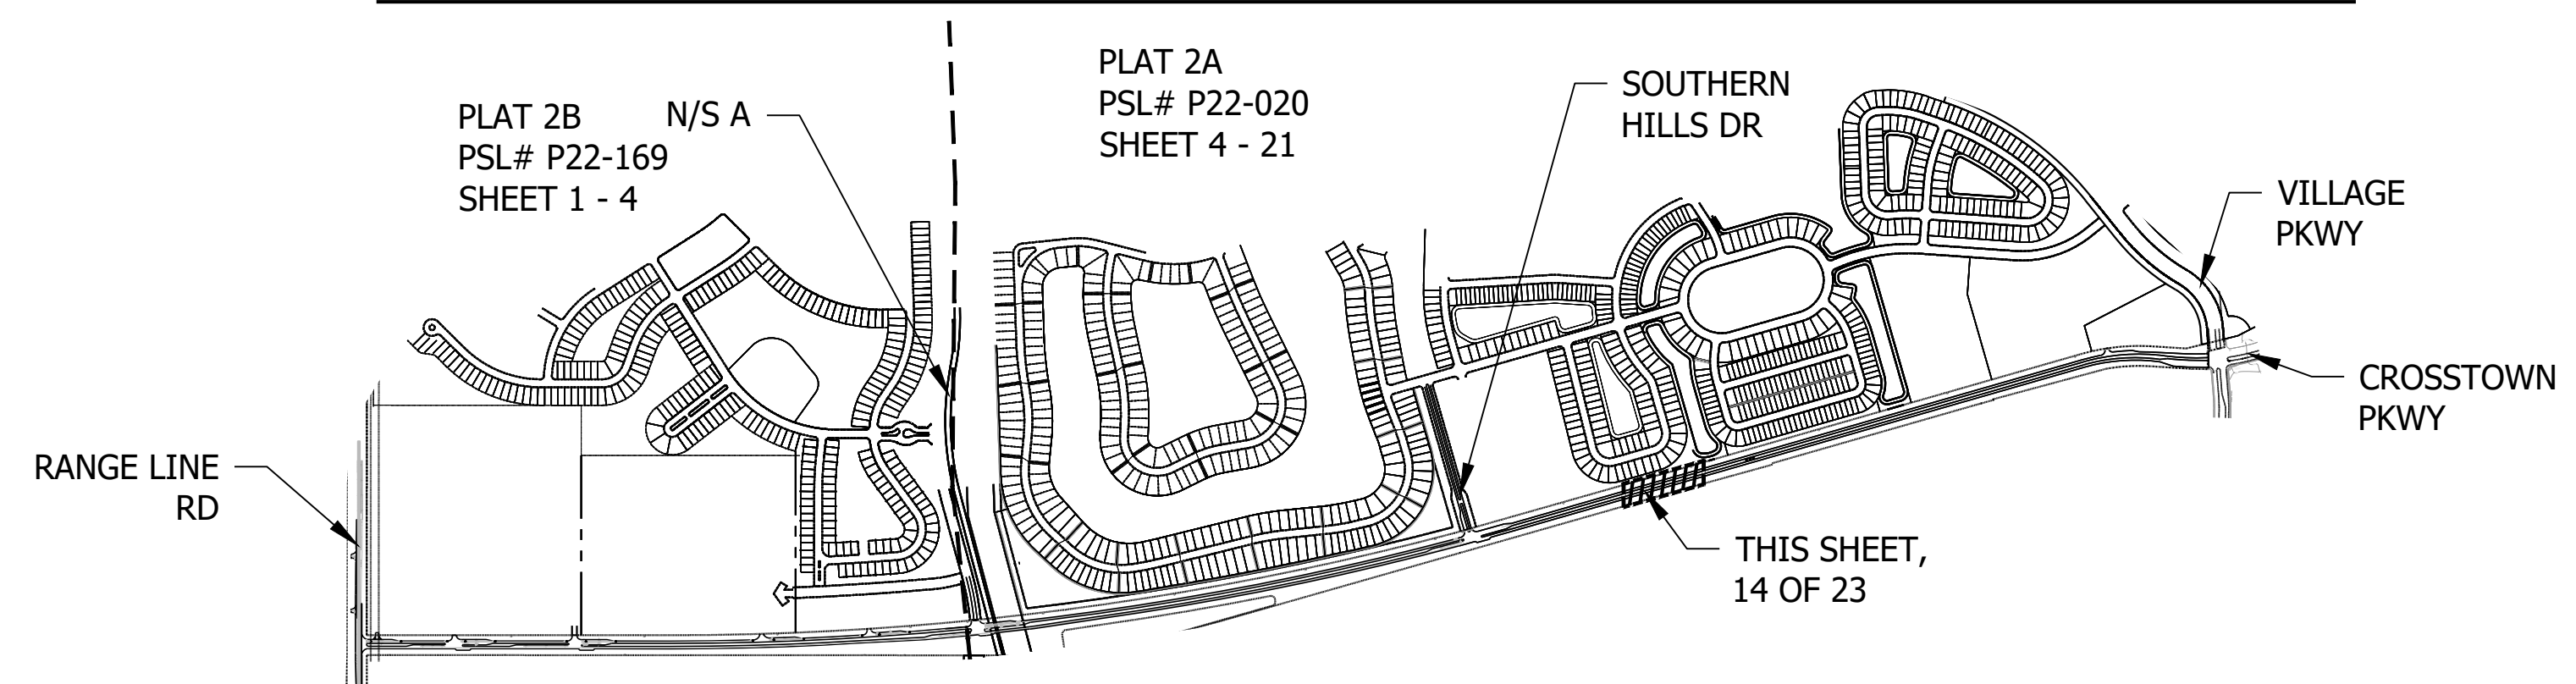 PLAT 2B
PSL# P22-169
SHEET 1 - 4
N/S A
PLAT 2A
PSL# P22-020
SHEET 4 - 21
SOUTHERN
HILLS DR
VILLAGE
PKWY
CROSSTOWN
PKWY
RANGE LINE
RD
THIS SHEET,
14 OF 23